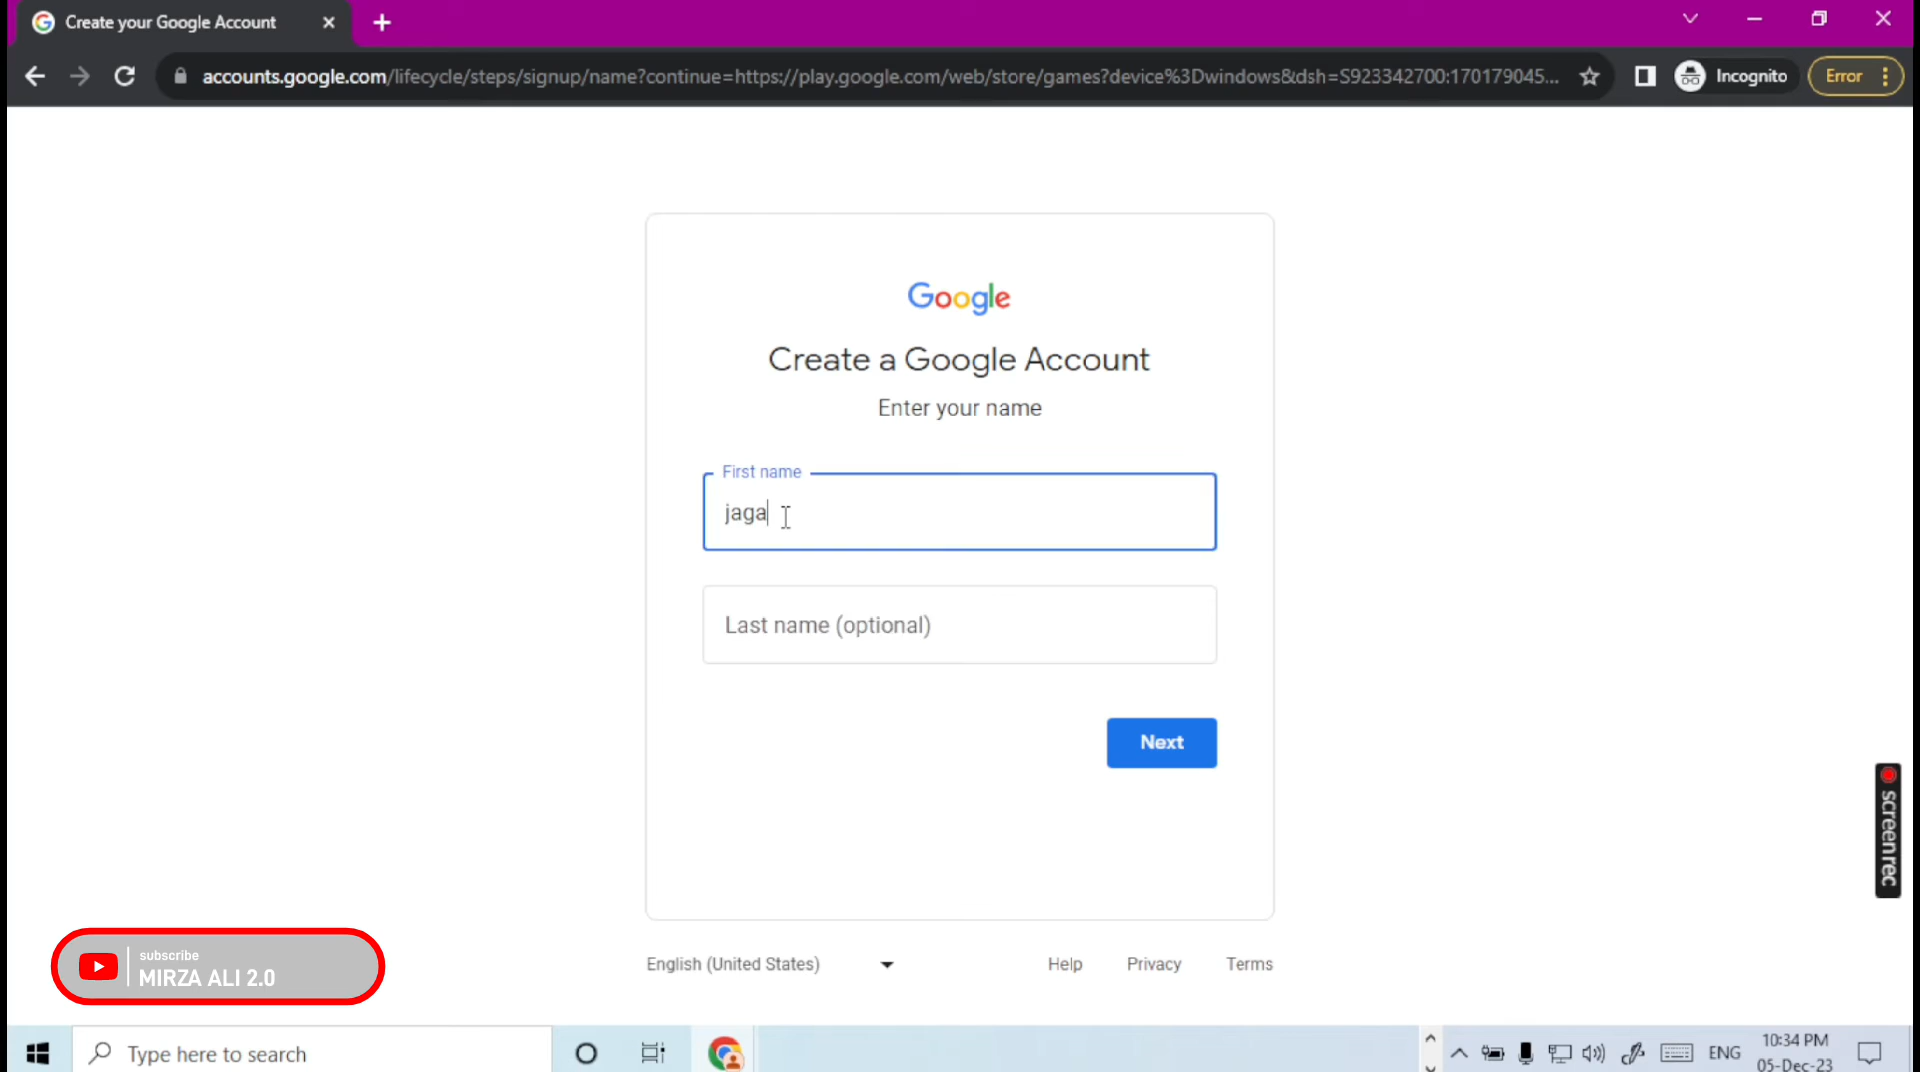 Create your Google Account
accounts.google.com/lifecycle/steps/signup/name?continue=https://play.google.com/web/store/games?device%3Dwindows&dsh=S923342700:170179045...
Incognito
Error
Google
Create a Google Account
Enter your name
First name
jaga
Last name (optional)
Next
screenrec
English (United States)
Help
Privacy
Terms
subscribe
MIRZA ALI 2.0
Type here to search
ENG
10:34 PM
05-Dec-23